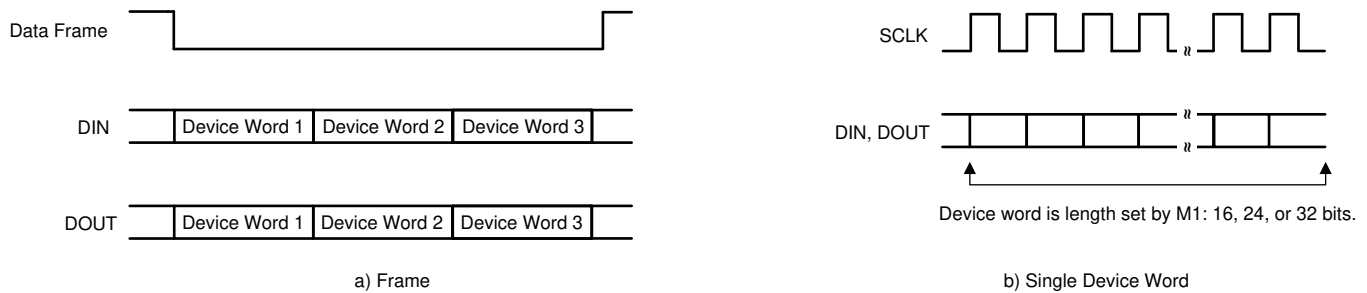 Data Frame
DIN
Device Word 1 Device Word 2 Device Word 3
DOUT
Device Word 1 Device Word 2 Device Word 3
a) Frame
SCLK
DIN, DOUT
Device word is length set by M1: 16, 24, or 32 bits.
b) Single Device Word